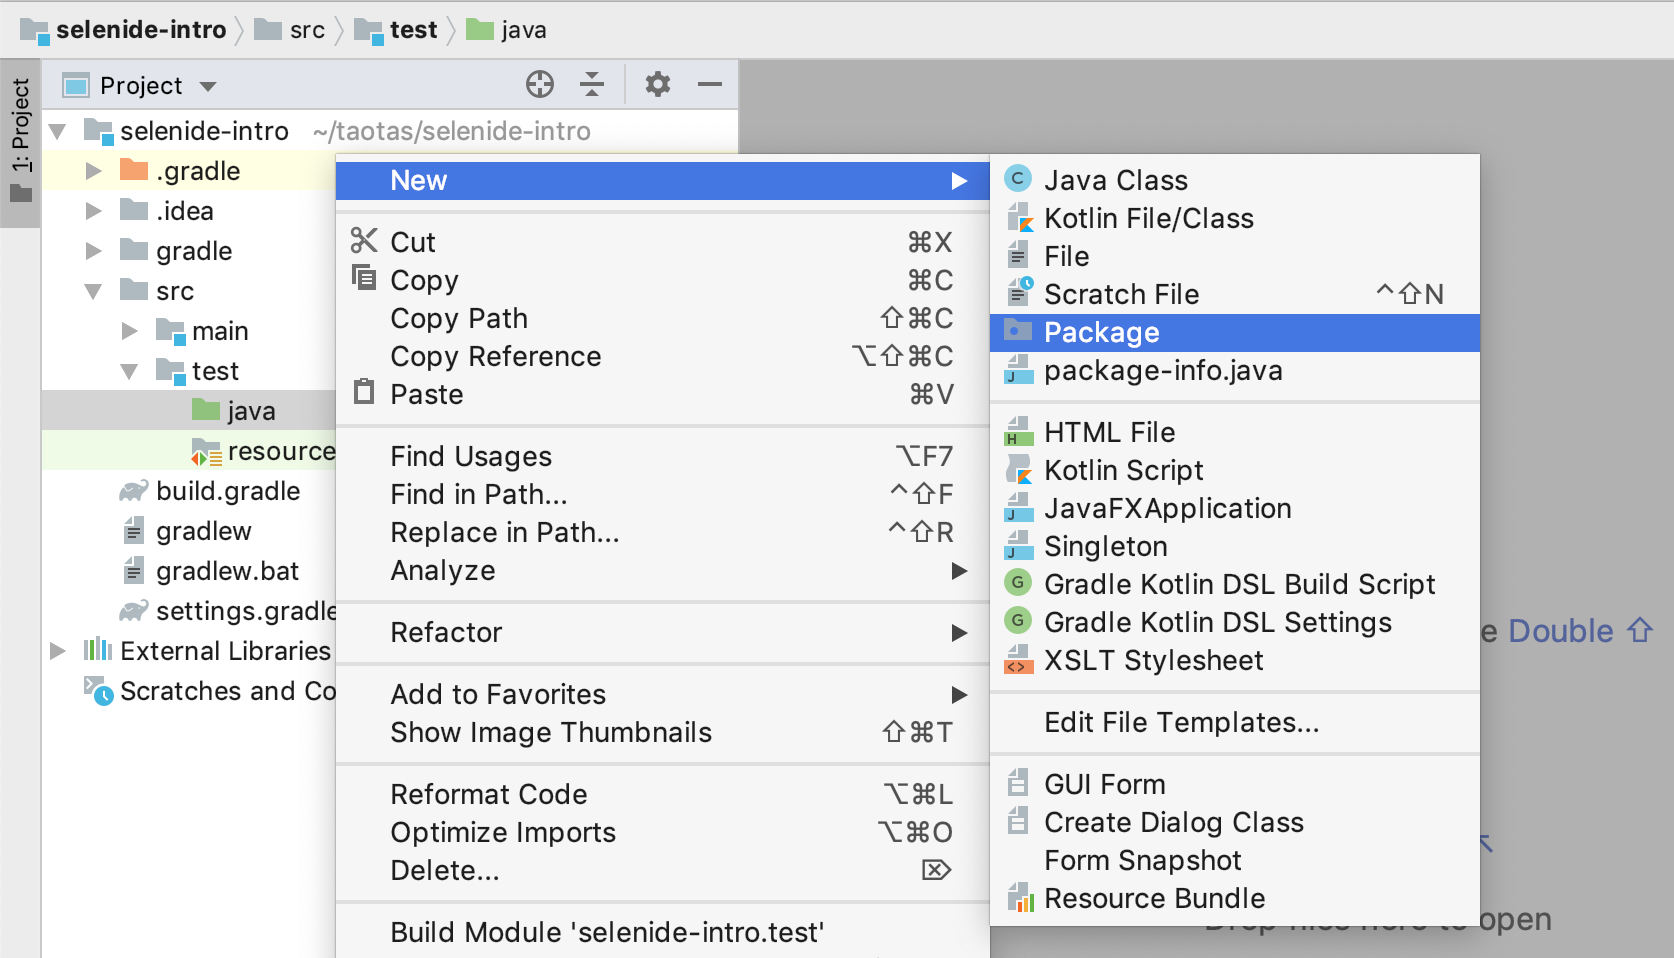 selenide-intro src test java
1: Project
Project
selenide-intro ~/taotas/selenide-intro
.gradle
.idea
gradle
src
main
test
java
resource
build.gradle
gradlew
gradlew.bat
settings.gradle
External Libraries
Scratches and Co
New
Cut ⌘X
Copy ⌘C
Copy Path ⇧⌘C
Copy Reference ⌥⇧⌘C
Paste ⌘V
Find Usages ⌥F7
Find in Path... ^⇧F
Replace in Path... ^⇧R
Analyze
Refactor
Add to Favorites
Show Image Thumbnails ⇧⌘T
Reformat Code ⌥⌘L
Optimize Imports ⌥⌘O
Delete... ⌦
Build Module 'selenide-intro.test'
C Java Class
Kotlin File/Class
File
Scratch File ^⇧N
Package
J package-info.java
H HTML File
Kotlin Script
J JavaFXApplication
J Singleton
G Gradle Kotlin DSL Build Script
G Gradle Kotlin DSL Settings
<> XSLT Stylesheet
Edit File Templates...
GUI Form
Create Dialog Class
Form Snapshot
Resource Bundle
e Double ⇧
Drop files here to open